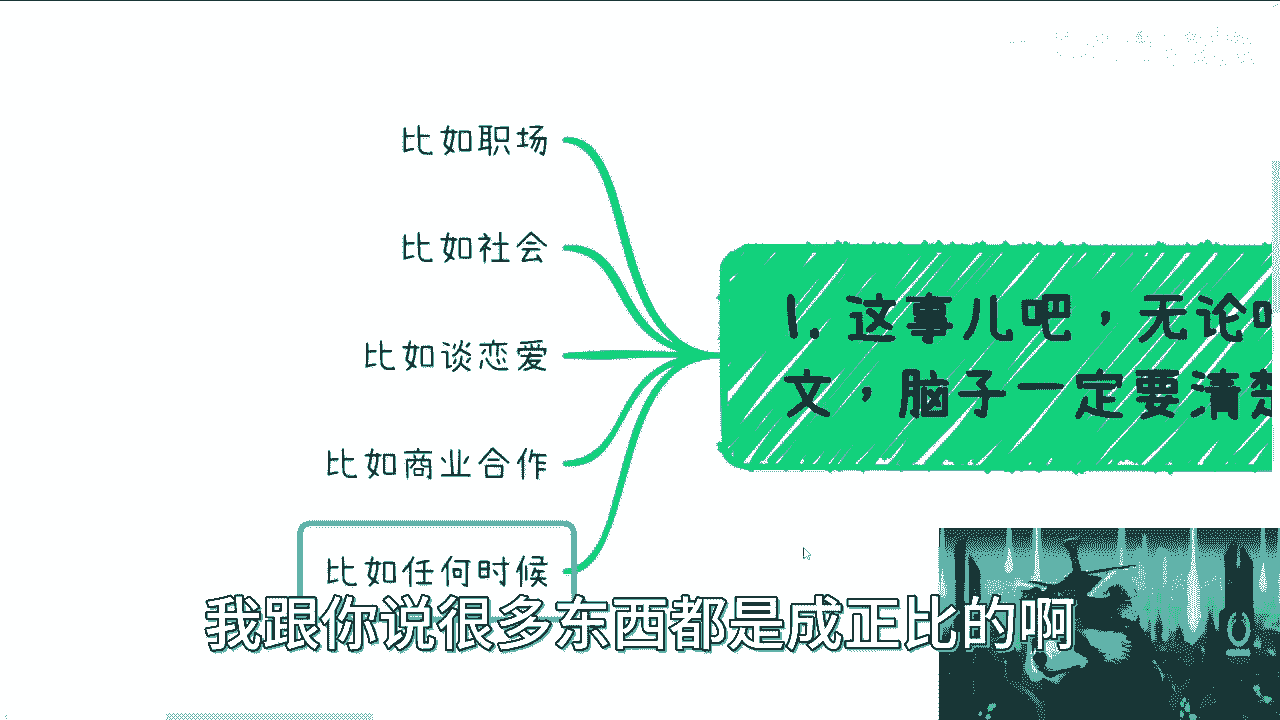 比如职场
比如社会
比如谈恋爱
比如商业合作
比如任何时候
1. 这事儿吧，无论
文，脑子一定要清楚
我跟你说很多东西都是成正比的啊